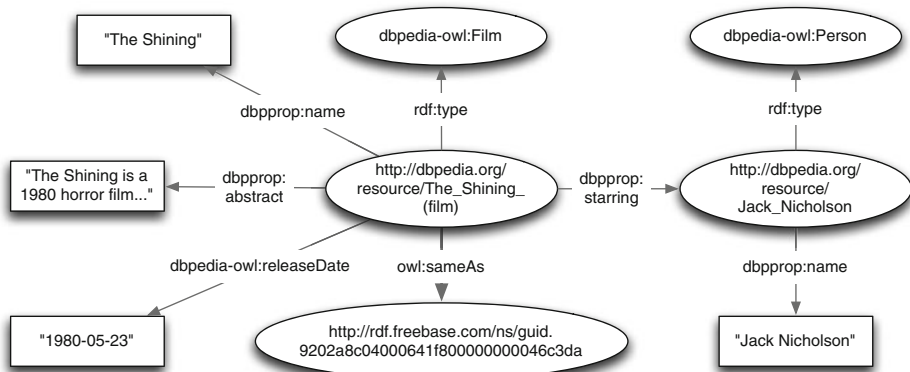 "The Shining"
dbpedia-owl:Film
dbpedia-owl:Person
dbpprop:name
rdf:type
rdf:type
"The Shining is a
1980 horror film..."
dbpprop:
abstract
http://dbpedia.org/
resource/The_Shining_
(film)
dbpprop:
starring
http://dbpedia.org/
resource/
Jack_Nicholson
dbpedia-owl:releaseDate
owl:sameAs
dbpprop:name
"1980-05-23"
http://rdf.freebase.com/ns/guid.
9202a8c04000641f800000000046c3da
"Jack Nicholson"